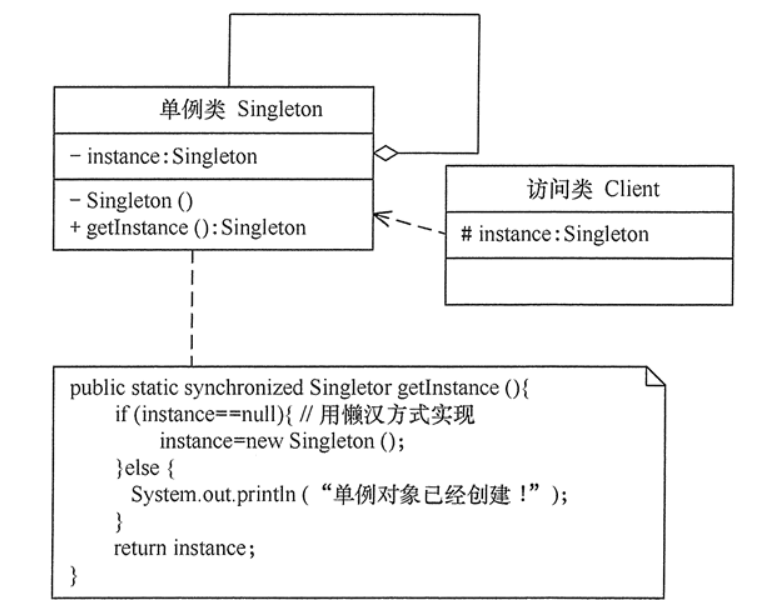 单例类 Singleton
- instance:Singleton
- Singleton ()
+ getInstance ():Singleton
访问类 Client
# instance:Singleton
public static synchronized Singletor getInstance (){
if (instance==null){ // 用懒汉方式实现
instance=new Singleton ();
}else {
System.out.println (“单例对象已经创建！”);
}
return instance;
}